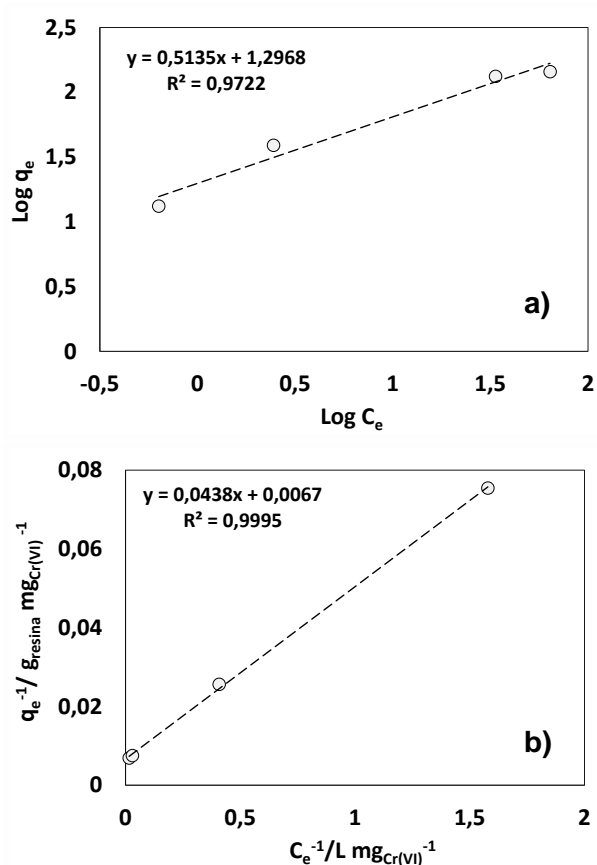 2,5
y = 0,5135x + 1,2968
R² = 0,9722
2
1,5
Log qₑ
1
0,5
a)
0
-0,5 0 0,5 1 1,5 2
Log Cₑ
0,08
y = 0,0438x + 0,0067
R² = 0,9995
0,06
qₑ⁻¹/ g_resina mg_Cr(VI)⁻¹
0,04
0,02
b)
0
0 0,5 1 1,5 2
Cₑ⁻¹/L mg_Cr(VI)⁻¹